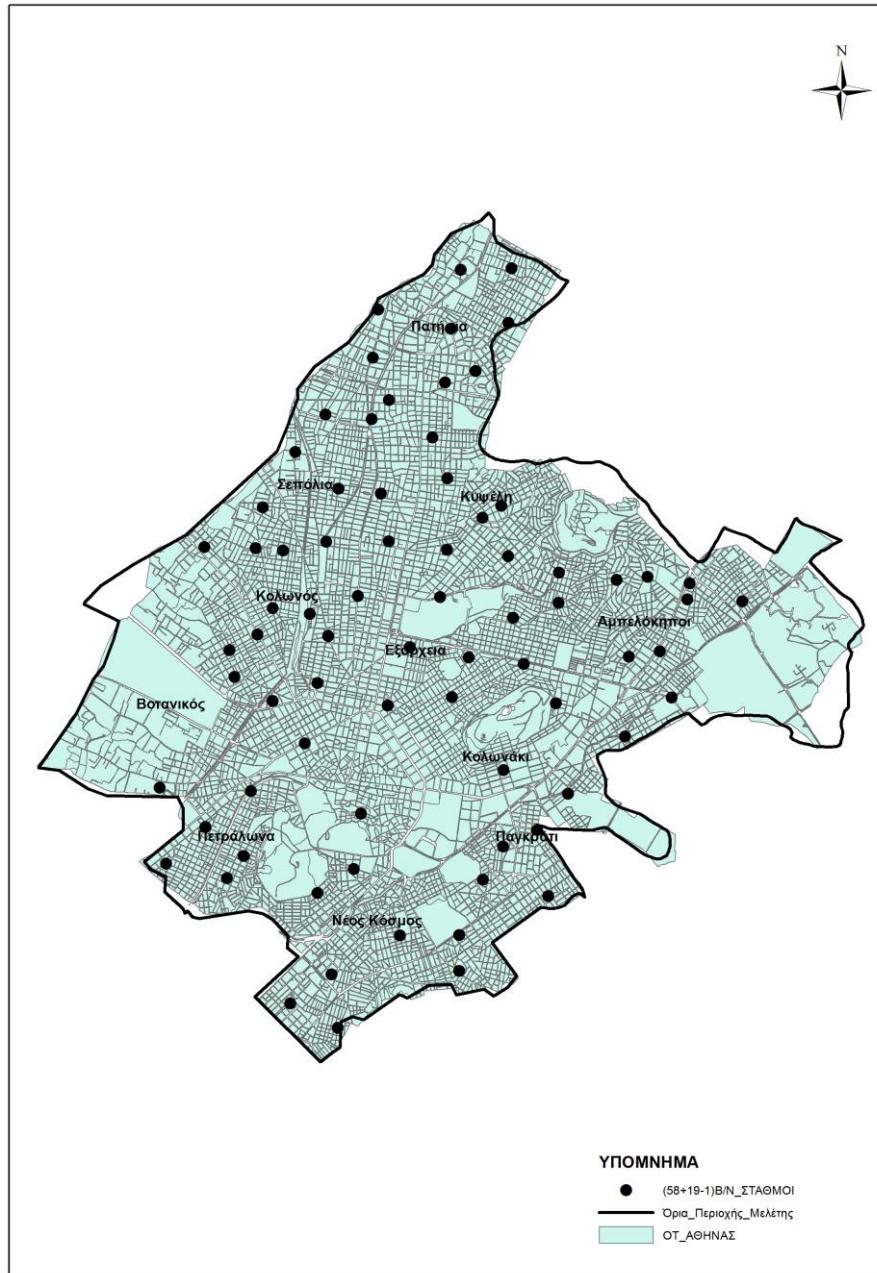 N
Πατήσια
Σεπόλια
Κυψέλη
Κολωνός
Αμπελόκηποι
Εξάρχεια
Βοτανικός
Κολωνάκι
Πετράλωνα
Παγκράτι
Νέος Κόσμος
ΥΠΟΜΝΗΜΑ
(58+19-1)Β/Ν_ΣΤΑΘΜΟΙ
Όρια_Περιοχής_Μελέτης
ΟΤ_ΑΘΗΝΑΣ